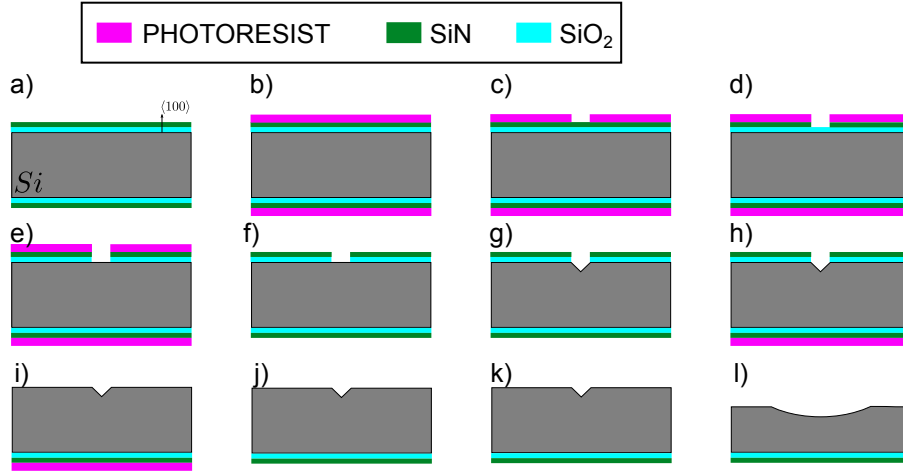 PHOTORESIST SiN SiO₂
a) b) c) d)
⟨100⟩
Si
e) f) g) h)
i) j) k) l)